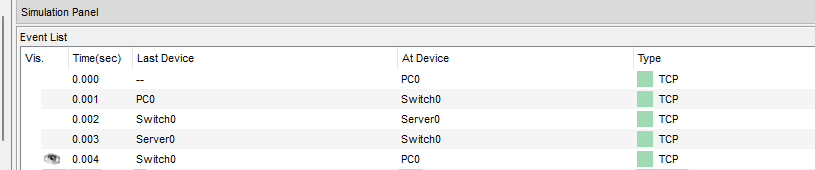 Simulation Panel
Event List
Vis. Time(sec) Last Device At Device Type
0.000 -- PC0 TCP
0.001 PC0 Switch0 TCP
0.002 Switch0 Server0 TCP
0.003 Server0 Switch0 TCP
0.004 Switch0 PC0 TCP